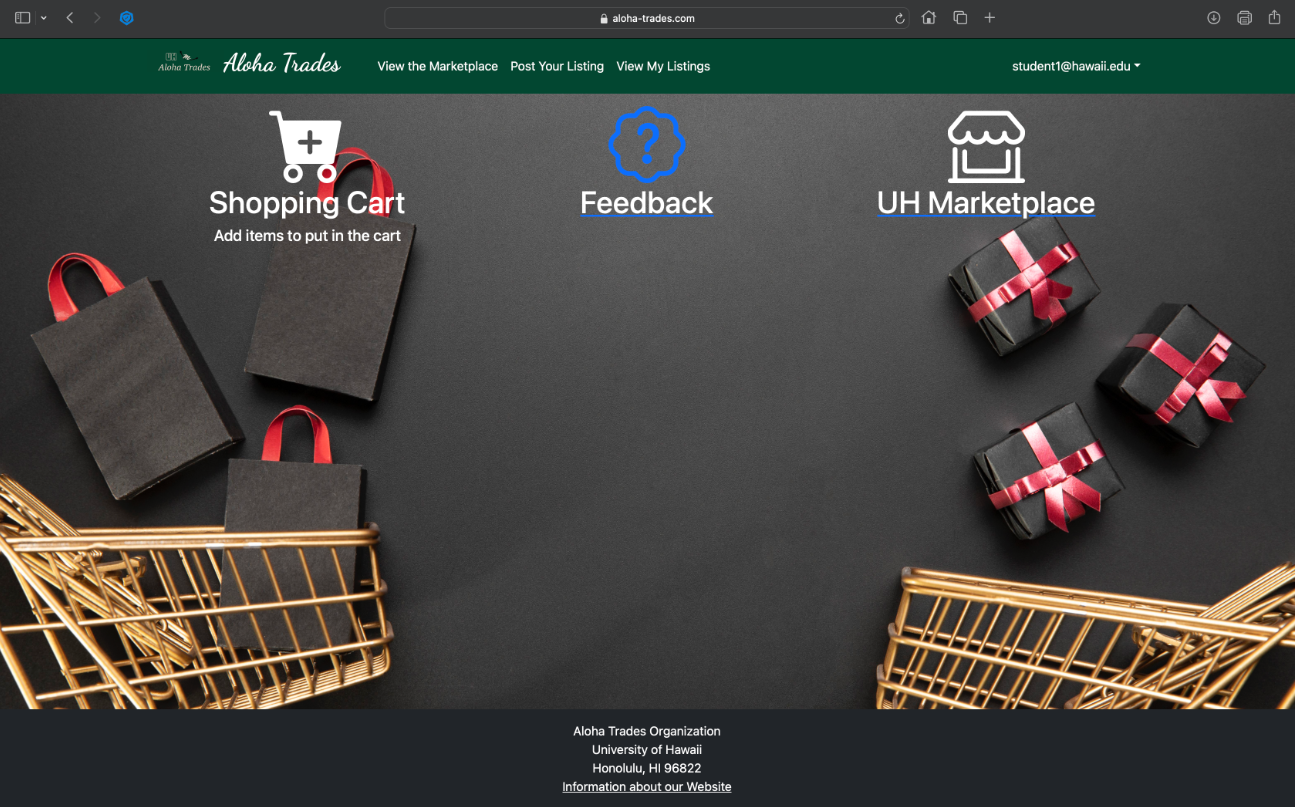 aloha-trades.com
UH
Aloha Trades
Aloha Trades
View the Marketplace
Post Your Listing
View My Listings
student1@hawaii.edu
Shopping Cart
Add items to put in the cart
Feedback
UH Marketplace
Aloha Trades Organization
University of Hawaii
Honolulu, HI 96822
Information about our Website